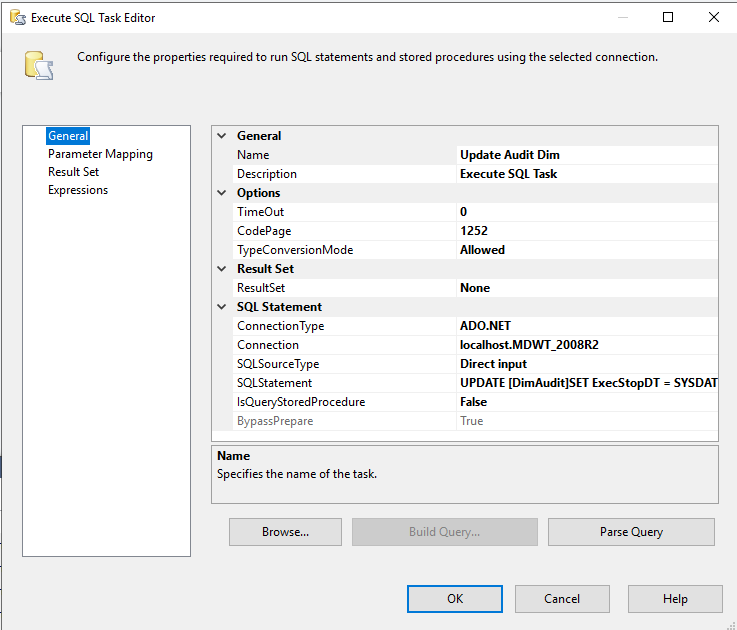 Execute SQL Task Editor
Configure the properties required to run SQL statements and stored procedures using the selected connection.
General
Parameter Mapping
Result Set
Expressions
General
Name Update Audit Dim
Description Execute SQL Task
Options
TimeOut 0
CodePage 1252
TypeConversionMode Allowed
Result Set
ResultSet None
SQL Statement
ConnectionType ADO.NET
Connection localhost.MDWT_2008R2
SQLSourceType Direct input
SQLStatement UPDATE [DimAudit]SET ExecStopDT = SYSDAT
IsQueryStoredProcedure False
BypassPrepare True
Name
Specifies the name of the task.
Browse... Build Query... Parse Query
OK Cancel Help